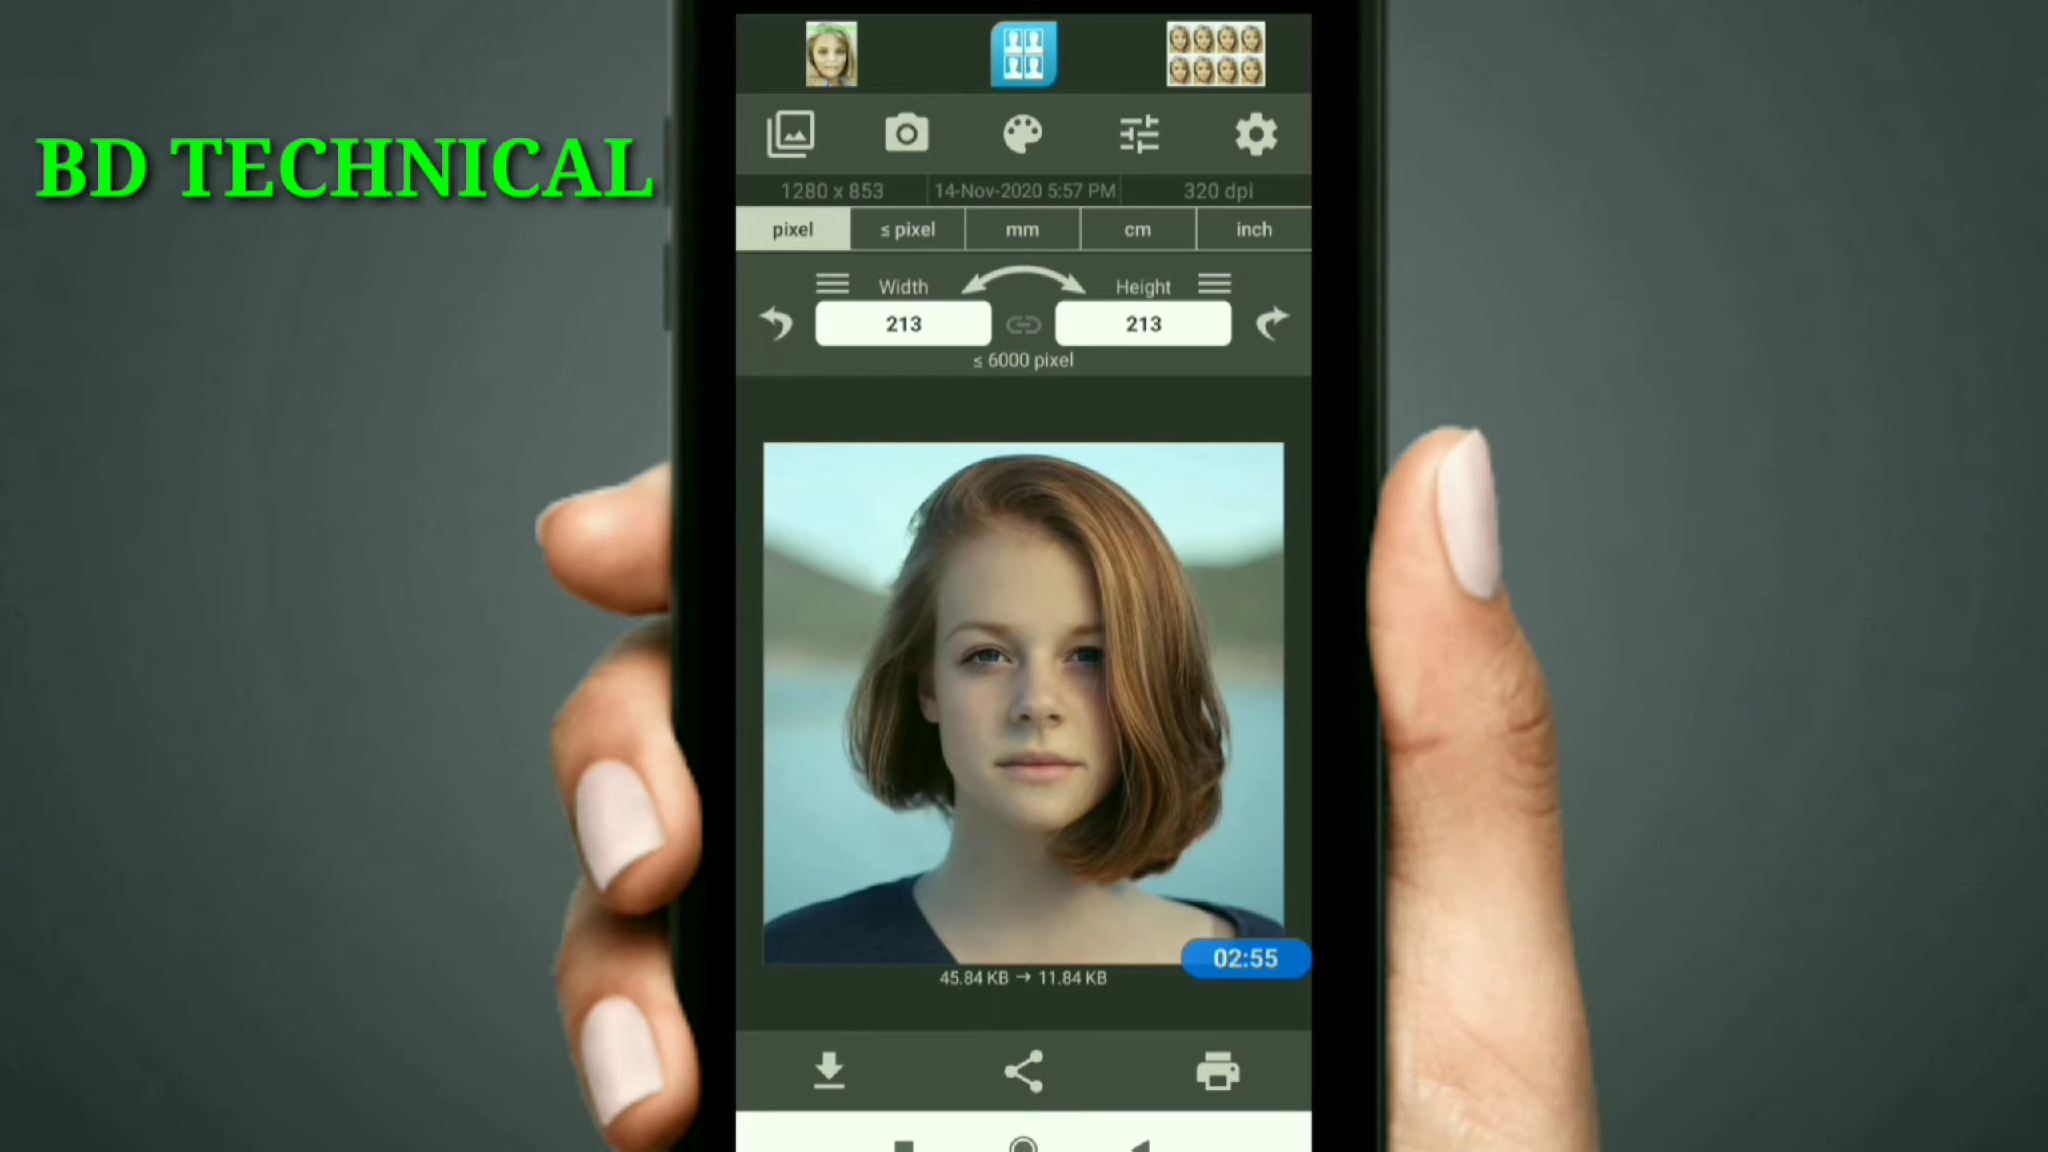 BD TECHNICAL
1280 x 853 14-Nov-2020 5:57 PM 320 dpi
pixel ≤ pixel mm cm inch
Width Height
213 213
≤ 6000 pixel
02:55
45.84 KB → 11.84 KB